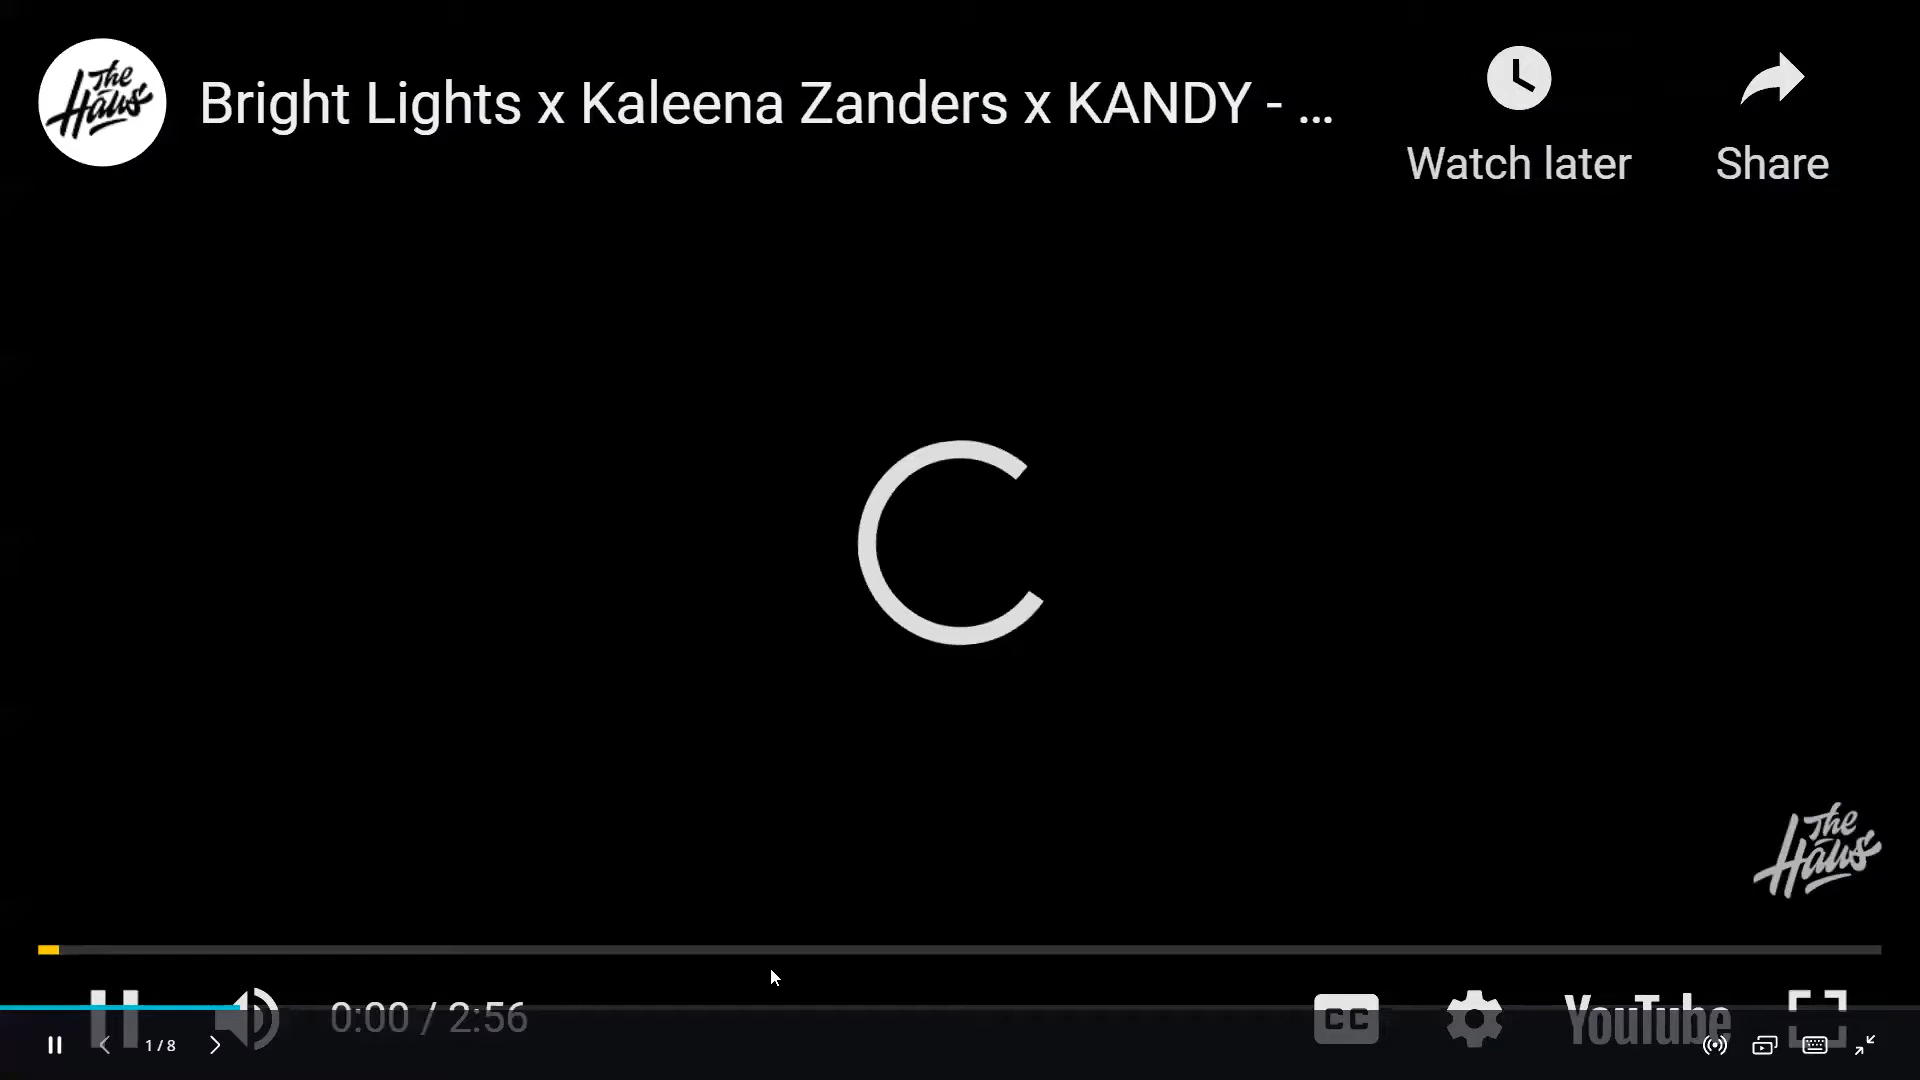 The Haus
Bright Lights x Kaleena Zanders x KANDY - ...
Watch later
Share
The Haus
0:00 / 2:56
CC
YouTube
1 / 8